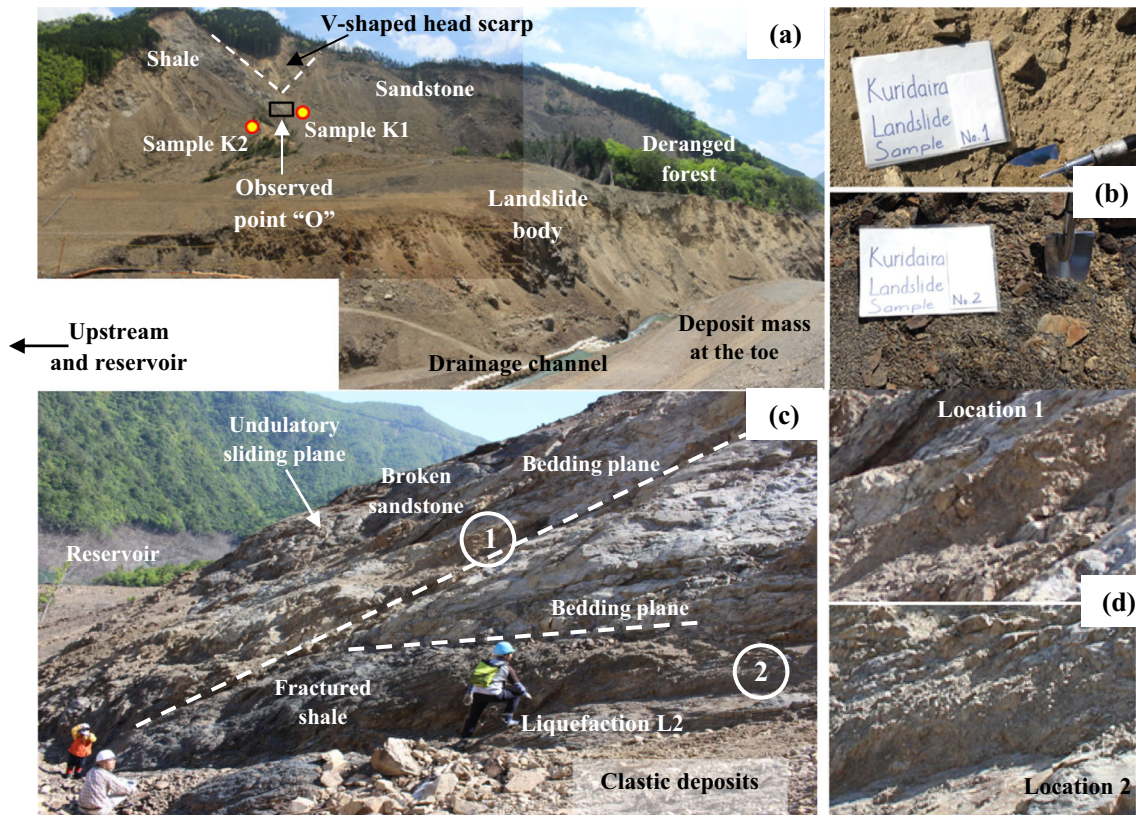 V-shaped head scarp
(a)
Shale
Sandstone
Sample K2
Sample K1
Deranged
forest
Observed
point “O”
Landslide
body
Upstream
and reservoir
Drainage channel
Deposit mass
at the toe
Kuridaira
Landslide
Sample
No.1
(b)
Kuridaira
Landslide
Sample
No.2
(c)
Undulatory
sliding plane
Broken
sandstone
Bedding plane
1
Reservoir
Bedding plane
2
Fractured
shale
Liquefaction L2
Clastic deposits
Location 1
(d)
Location 2